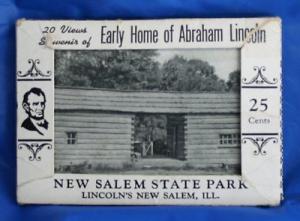 20 Views
Souvenir of
Early Home of Abraham Lincoln
25
Cents
NEW SALEM STATE PARK
LINCOLN'S NEW SALEM, ILL.